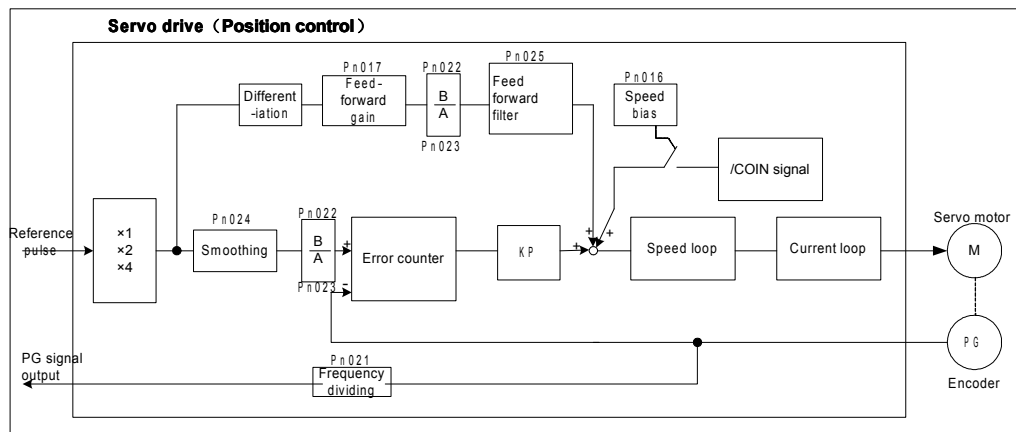 Servo drive（Position control）
Pn017
Pn022
Pn025
Pn016
Different
-iation
Feed-
forward
gain
B
A
Feed
forward
filter
Speed
bias
Pn023
/COIN signal
Reference
pulse
×1
×2
×4
Pn024
Smoothing
Pn022
B
A
Pn023
+
-
Error counter
KP
+
+
+
Speed loop
Current loop
Servo motor
M
PG
Encoder
PG signal
output
Pn021
Frequency
dividing